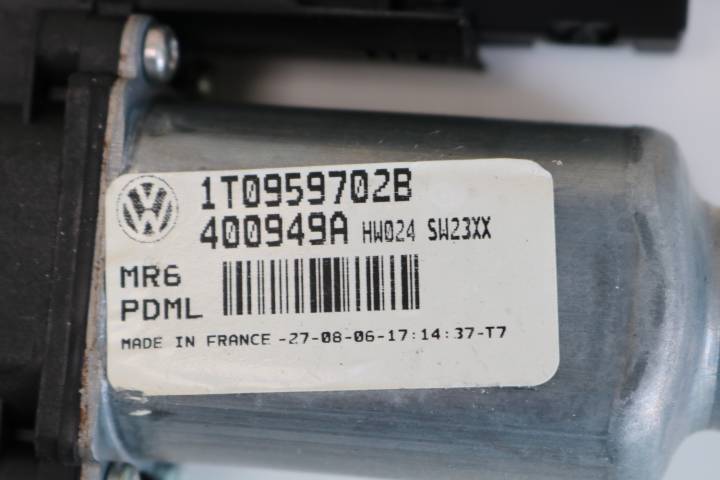 1T0959702B
400949A HW024 SW23XX
MR6
PDML
MADE IN FRANCE -27-08-06-17:14:37-T7